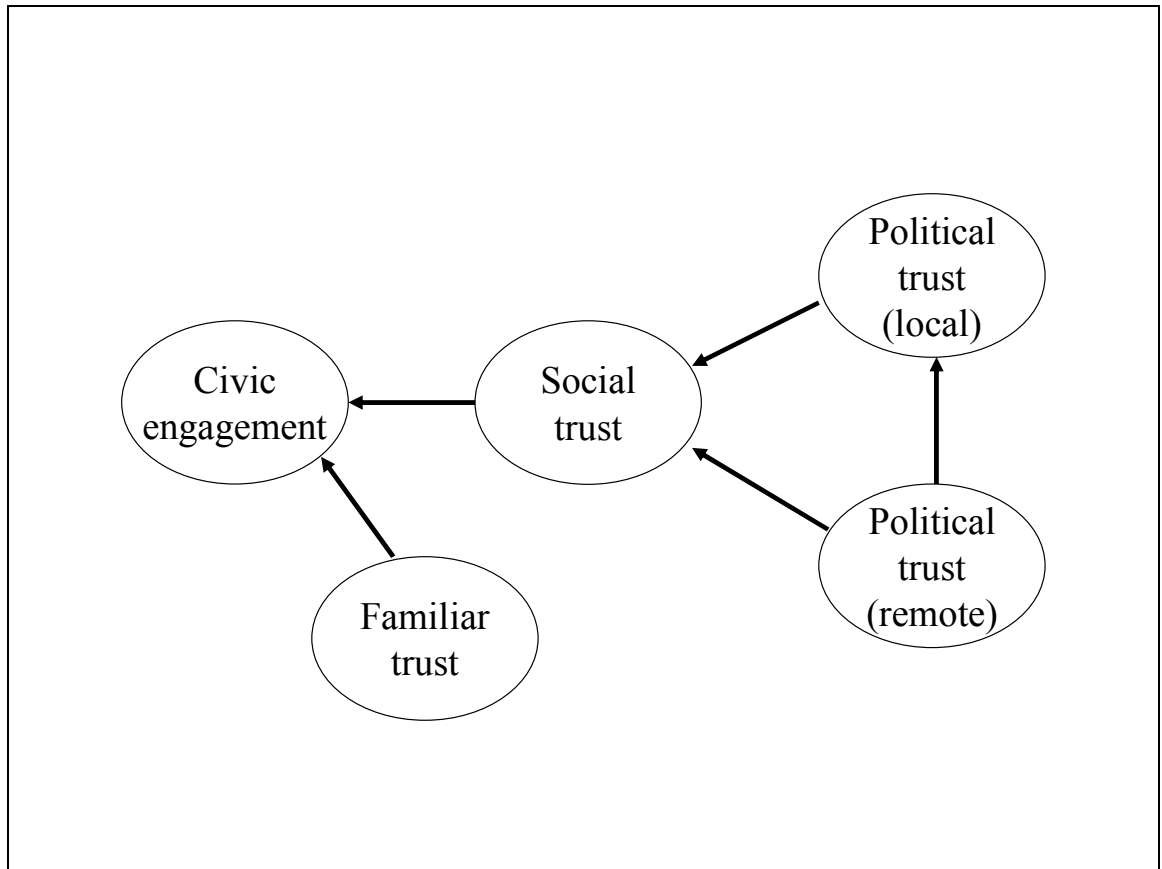 Political
trust
(local)
Civic
engagement
Social
trust
Political
trust
(remote)
Familiar
trust